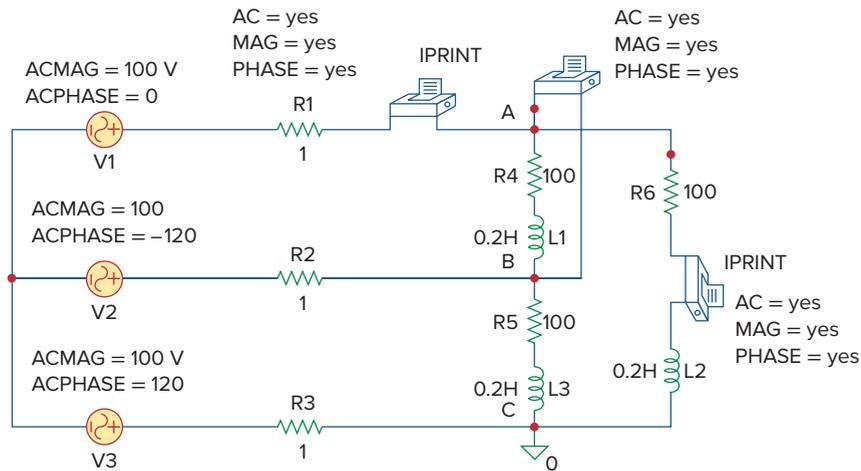 AC = yes
MAG = yes
PHASE = yes
IPRINT
AC = yes
MAG = yes
PHASE = yes
ACMAG = 100 V
ACPHASE = 0
R1
A
V1
1
R4
100
R6
100
ACMAG = 100
ACPHASE = –120
0.2H
L1
R2
B
IPRINT
V2
1
AC = yes
MAG = yes
PHASE = yes
R5
100
ACMAG = 100 V
ACPHASE = 120
0.2H
L2
R3
0.2H
L3
C
V3
1
0